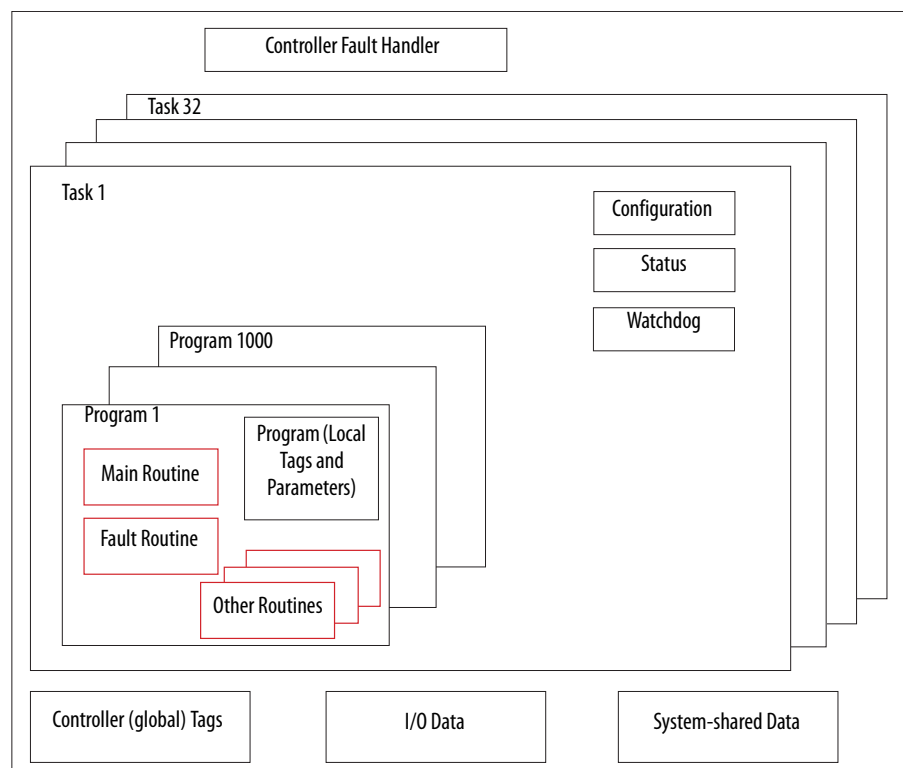 Controller Fault Handler
Task 32
Task 1
Configuration
Status
Watchdog
Program 1000
Program 1
Program (Local
Tags and
Parameters)
Main Routine
Fault Routine
Other Routines
Controller (global) Tags
I/O Data
System-shared Data